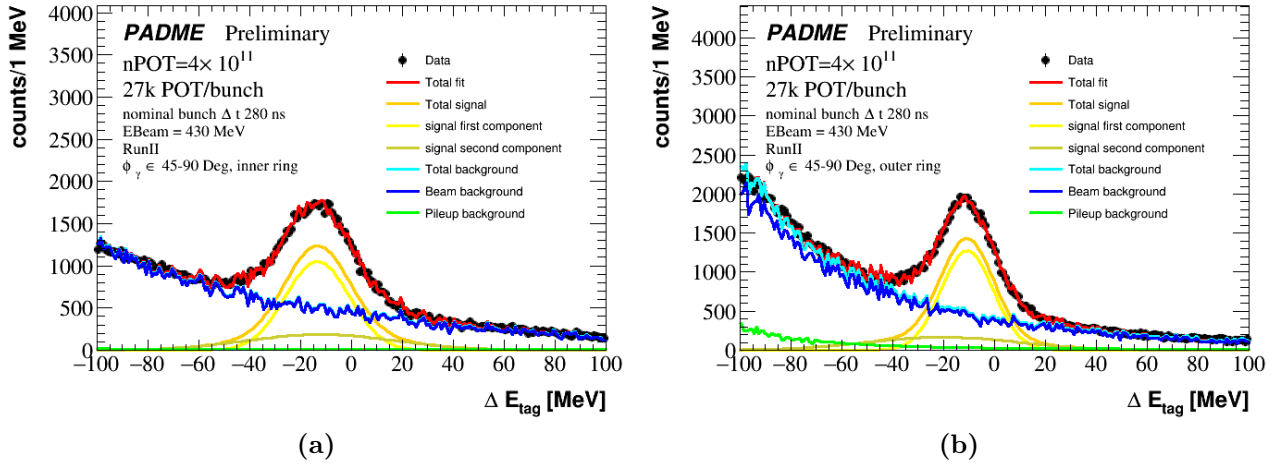 counts/1 MeV
4000
3500
3000
2500
2000
1500
1000
500
0
PADME Preliminary
nPOT=4× 10^11
27k POT/bunch
nominal bunch Δ t 280 ns
EBeam = 430 MeV
RunII
ϕ_γ ∈ 45-90 Deg, inner ring
Data
Total fit
Total signal
signal first component
signal second component
Total background
Beam background
Pileup background
−100 −80 −60 −40 −20 0 20 40 60 80 100
Δ E_tag [MeV]
(a)
counts/1 MeV
4000
3500
3000
2500
2000
1500
1000
500
0
PADME Preliminary
nPOT=4× 10^11
27k POT/bunch
nominal bunch Δ t 280 ns
EBeam = 430 MeV
RunII
ϕ_γ ∈ 45-90 Deg, outer ring
Data
Total fit
Total signal
signal first component
signal second component
Total background
Beam background
Pileup background
−100 −80 −60 −40 −20 0 20 40 60 80 100
Δ E_tag [MeV]
(b)